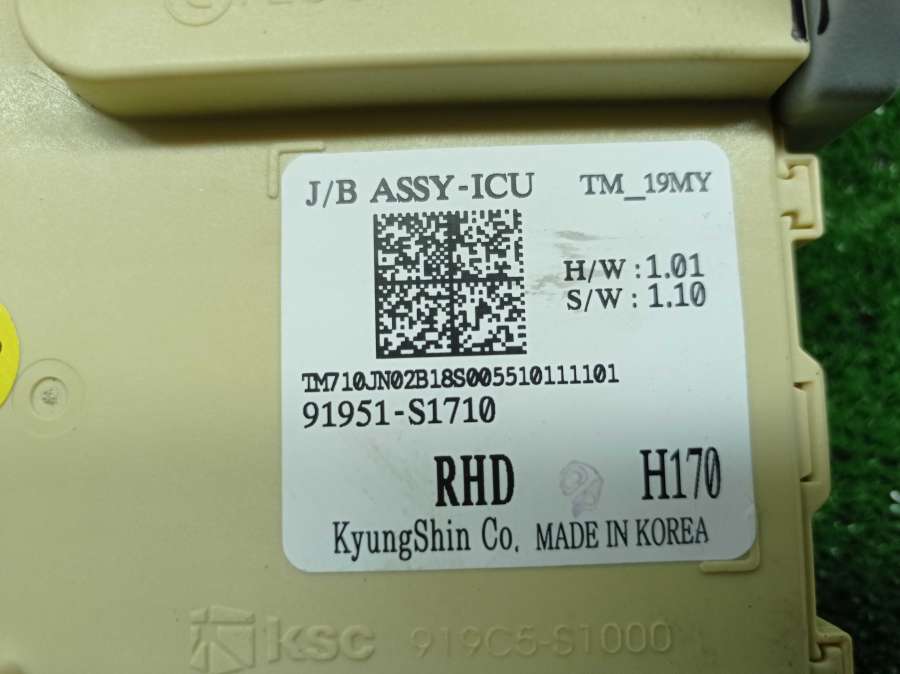 J/B ASSY-ICU TM_19MY
H/W : 1.01
S/W : 1.10
TM710JN02B18S005510111101
91951-S1710
RHD H170
KyungShin Co. MADE IN KOREA
ksc 919C5-S1000